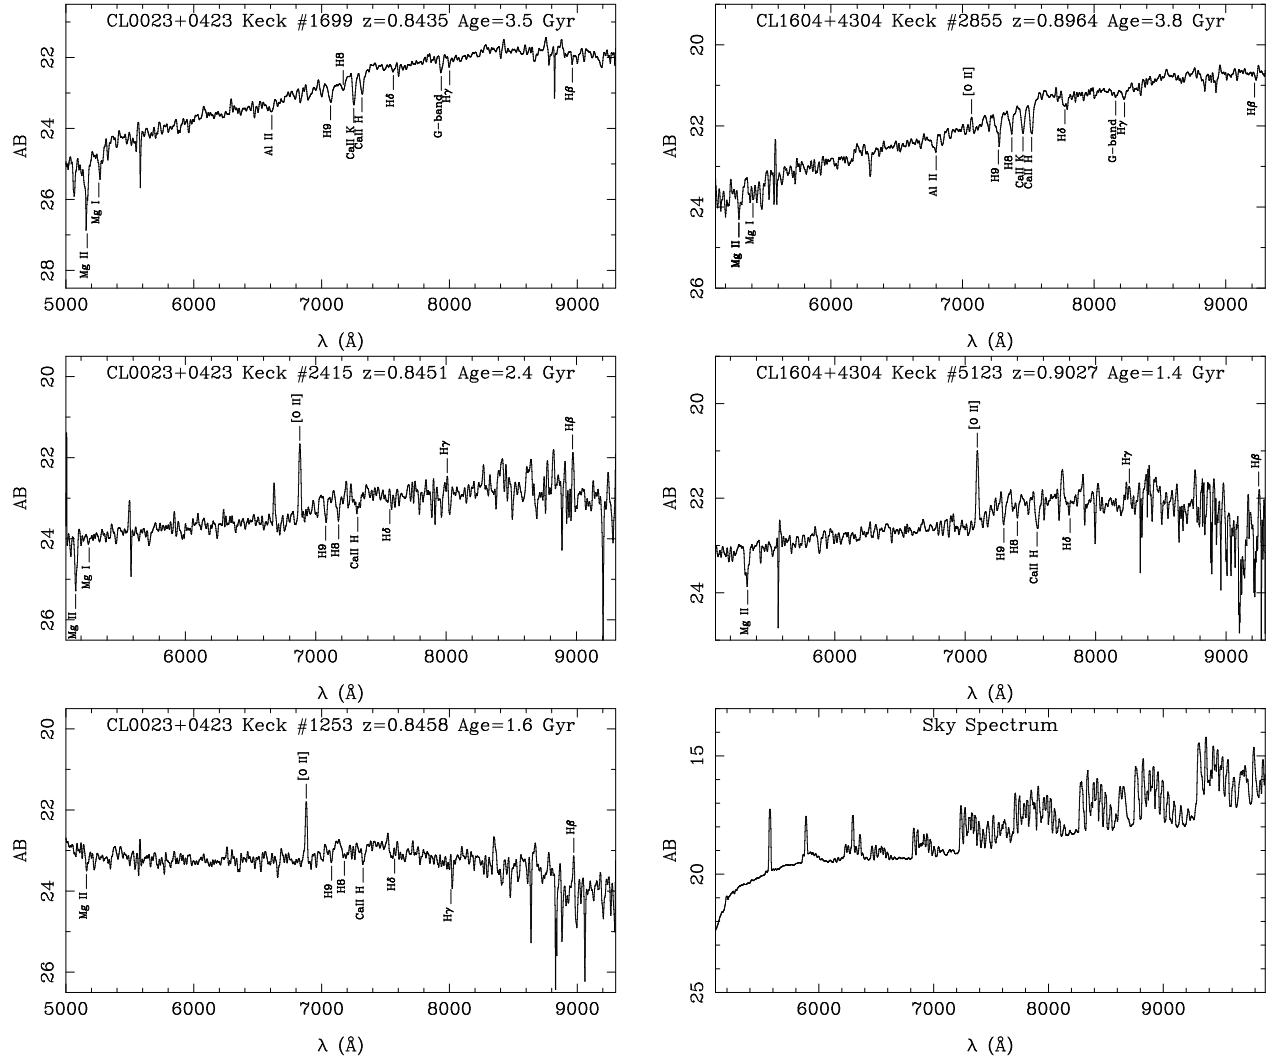 CL0023+0423 Keck #1699 z=0.8435 Age=3.5 Gyr
AB
22
24
26
28
Mg II
Mg I
Al II
H9
H8
CaII K
CaII H
Hδ
G-band
Hγ
Hβ
5000 6000 7000 8000 9000
λ (Å)
CL1604+4304 Keck #2855 z=0.8964 Age=3.8 Gyr
AB
20
22
24
26
Mg II
Mg I
Al II
[O II]
H9
H8
CaII K
CaII H
Hδ
G-band
Hγ
Hβ
6000 7000 8000 9000
λ (Å)
CL0023+0423 Keck #2415 z=0.8451 Age=2.4 Gyr
AB
20
22
24
26
Mg II
Mg I
[O II]
H9
H8
CaII H
Hδ
Hγ
Hβ
6000 7000 8000 9000
λ (Å)
CL1604+4304 Keck #5123 z=0.9027 Age=1.4 Gyr
AB
20
22
24
Mg II
[O II]
H9
H8
CaII H
Hδ
Hγ
Hβ
6000 7000 8000 9000
λ (Å)
CL0023+0423 Keck #1253 z=0.8458 Age=1.6 Gyr
AB
20
22
24
26
Mg II
[O II]
H9
H8
CaII H
Hδ
Hγ
Hβ
5000 6000 7000 8000 9000
λ (Å)
Sky Spectrum
AB
15
20
25
6000 7000 8000 9000
λ (Å)